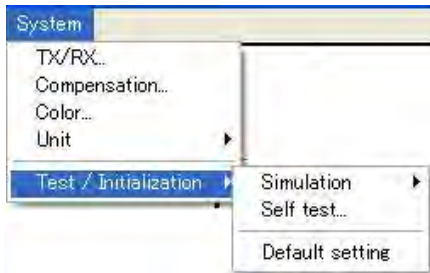 System
TX/RX...
Compensation...
Color...
Unit
Test / Initialization
Simulation
Self test...
Default setting